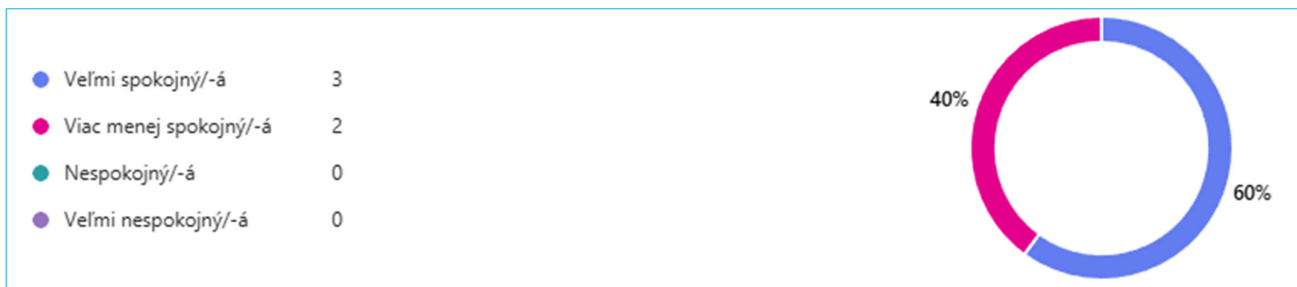 Veľmi spokojný/-á 3
Viac menej spokojný/-á 2
Nespokojný/-á 0
Veľmi nespokojný/-á 0
40%
60%